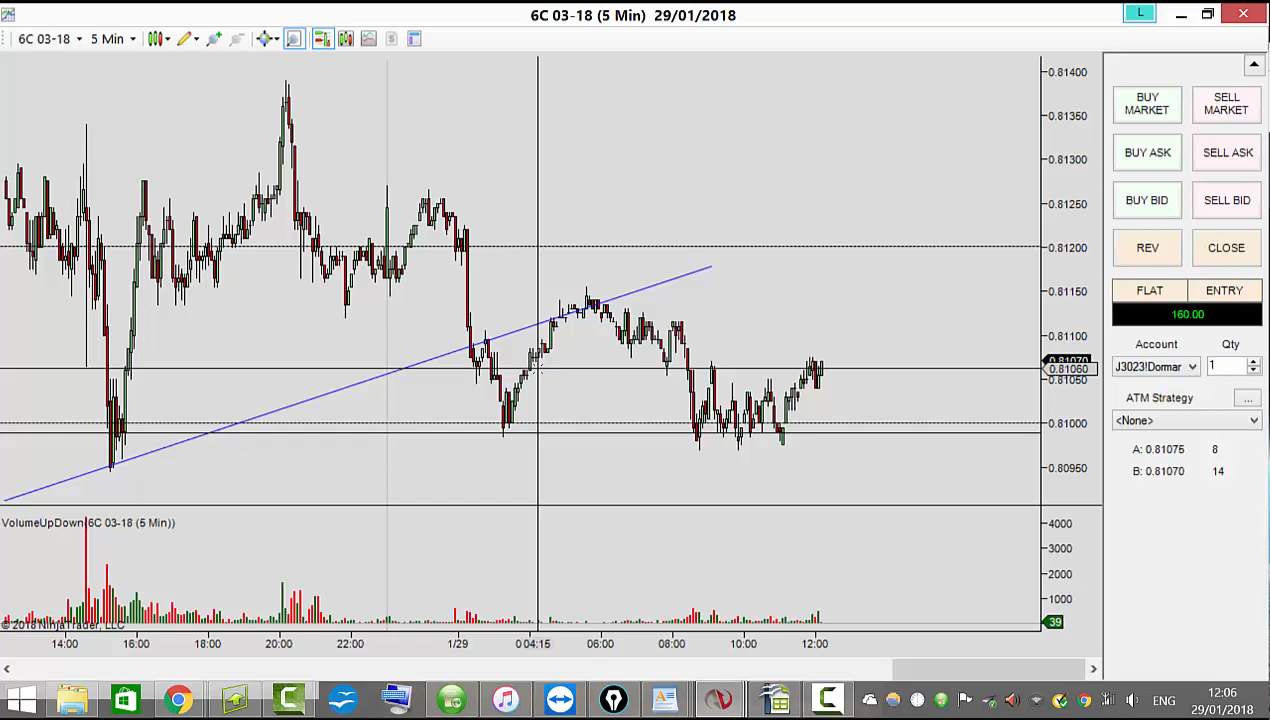 6C 03-18 (5 Min) 29/01/2018
L
6C 03-18 5 Min
0.81400
0.81350
0.81300
0.81250
0.81200
0.81150
0.81100
0.81070
0.81060
0.81050
0.81000
0.80950
BUY MARKET
SELL MARKET
BUY ASK
SELL ASK
BUY BID
SELL BID
REV
CLOSE
FLAT
ENTRY
160.00
Account
Qty
J3023!Dormar
1
ATM Strategy
...
<None>
A: 0.81075 8
B: 0.81070 14
VolumeUpDown(6C 03-18 (5 Min))
4000
3000
2000
1000
39
© 2018 NinjaTrader, LLC
14:00 16:00 18:00 20:00 22:00 1/29 0 04:15 06:00 08:00 10:00 12:00
ENG
12:06
29/01/2018